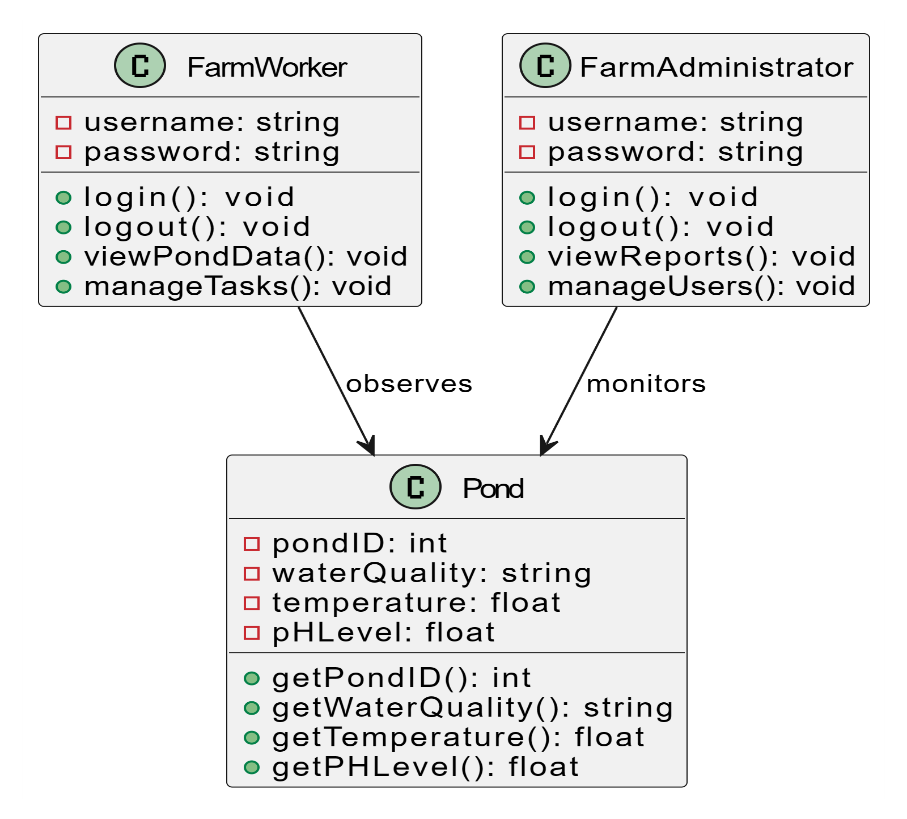 C FarmWorker
username: string
password: string
login(): void
logout(): void
viewPondData(): void
manageTasks(): void
C FarmAdministrator
username: string
password: string
login(): void
logout(): void
viewReports(): void
manageUsers(): void
observes
monitors
C Pond
pondID: int
waterQuality: string
temperature: float
pHLevel: float
getPondID(): int
getWaterQuality(): string
getTemperature(): float
getPHLevel(): float